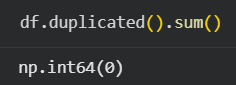 df.duplicated().sum()
np.int64(0)